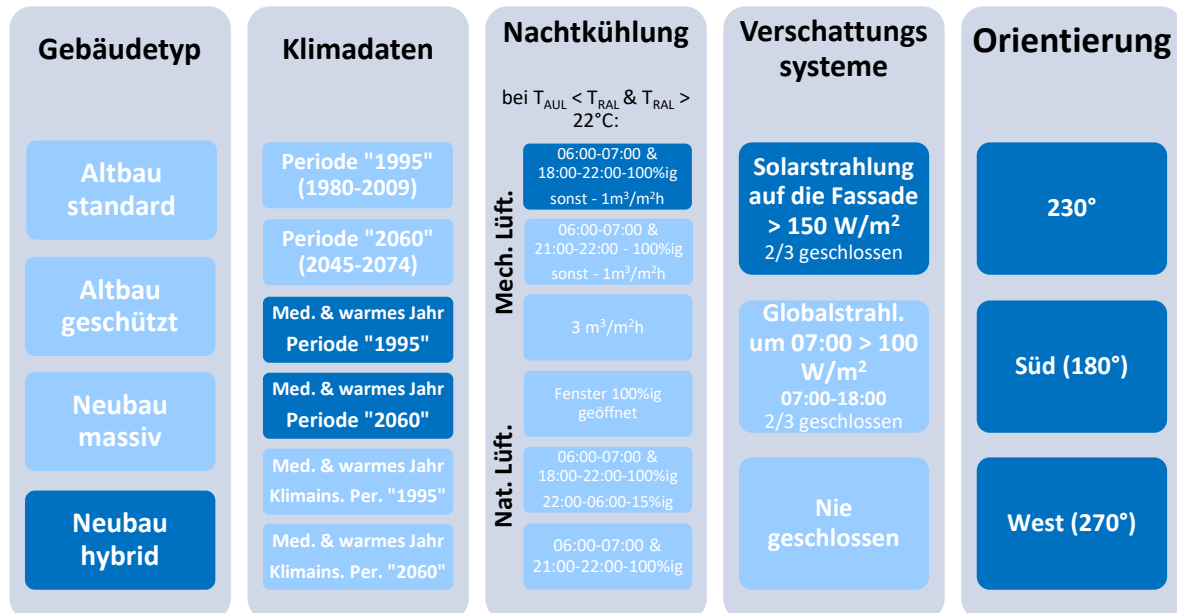 Gebäudetyp
Altbau
standard
Altbau
geschützt
Neubau
massiv
Neubau
hybrid
Klimadaten
Periode "1995"
(1980-2009)
Periode "2060"
(2045-2074)
Med. & warmes Jahr
Periode "1995"
Med. & warmes Jahr
Periode "2060"
Med. & warmes Jahr
Klimains. Per. "1995"
Med. & warmes Jahr
Klimains. Per. "2060"
Nachtkühlung
bei T_AUL < T_RAL & T_RAL >
22°C:
Mech. Lüft.
06:00-07:00 &
18:00-22:00-100%ig
sonst - 1m³/m²h
06:00-07:00 &
21:00-22:00 - 100%ig
sonst - 1m³/m²h
3 m³/m²h
Nat. Lüft.
Fenster 100%ig
geöffnet
06:00-07:00 &
18:00-22:00-100%ig
22:00-06:00-15%ig
06:00-07:00 &
21:00-22:00-100%ig
Verschattungs
systeme
Solarstrahlung
auf die Fassade
> 150 W/m²
2/3 geschlossen
Globalstrahl.
um 07:00 > 100
W/m²
07:00-18:00
2/3 geschlossen
Nie
geschlossen
Orientierung
230°
Süd (180°)
West (270°)